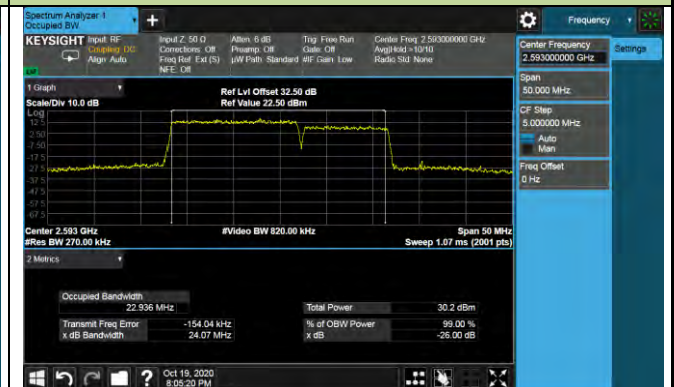 Spectrum Analyzer 1
Occupied BW
Frequency
KEYSIGHT
Input: RF
Coupling: DC
Align: Auto
Input Z: 50 Ω
Corrections: Off
Freq Ref: Ext (S)
NFE: Off
Atten: 6 dB
Preamp: Off
µW Path: Standard
Trig: Free Run
Gate: Off
#IF Gain: Low
Center Freq: 2.593000000 GHz
Avg|Hold:>10/10
Radio Std: None
Center Frequency
2.593000000 GHz
Settings
Span
50.000 MHz
CF Step
5.000000 MHz
Auto
Man
Freq Offset
0 Hz
1 Graph
Scale/Div 10.0 dB
Ref Lvl Offset 32.50 dB
Ref Value 22.50 dBm
Log
12.5
2.50
-7.50
-17.5
-27.5
-37.5
-47.5
-57.5
-67.5
Center 2.593 GHz
#Video BW 820.00 kHz
Span 50 MHz
#Res BW 270.00 kHz
Sweep 1.07 ms (2001 pts)
2 Metrics
Occupied Bandwidth
22.936 MHz
Total Power
30.2 dBm
Transmit Freq Error
-154.04 kHz
% of OBW Power
99.00 %
x dB Bandwidth
24.07 MHz
x dB
-26.00 dB
?
Oct 19, 2020
8:05:20 PM